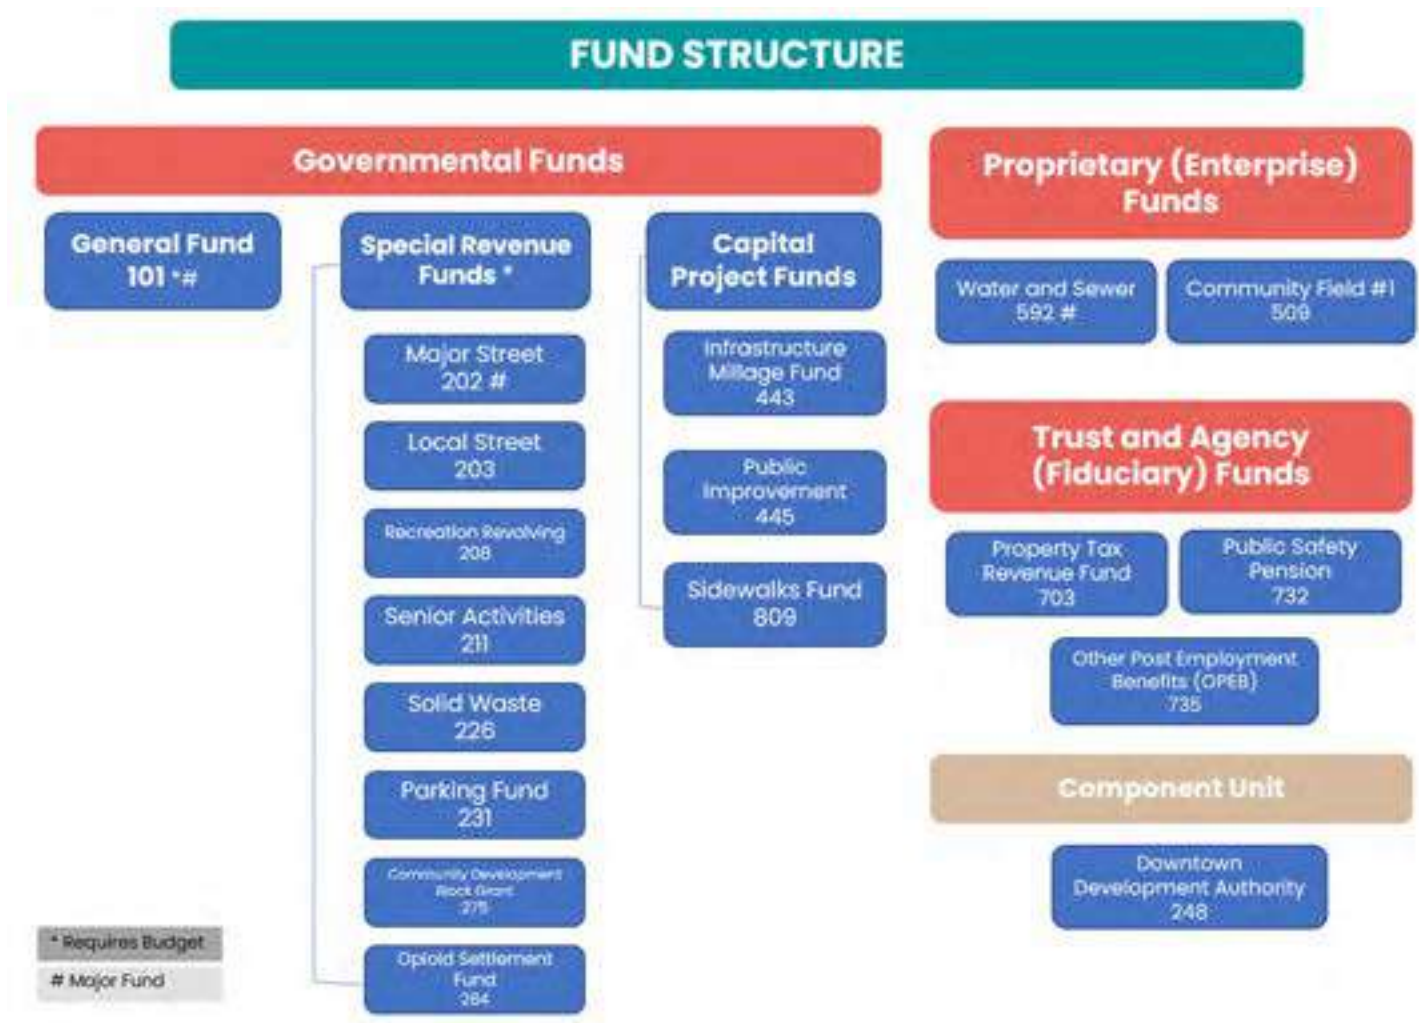 FUND STRUCTURE
Governmental Funds
General Fund
101 *#
Special Revenue
Funds *
Major Street
202 #
Local Street
203
Recreation Revolving
208
Senior Activities
211
Solid Waste
226
Parking Fund
231
Community Development
Block Grant
275
Opioid Settlement
Fund
284
Capital
Project Funds
Infrastructure
Millage Fund
443
Public
Improvement
445
Sidewalks Fund
809
Proprietary (Enterprise)
Funds
Water and Sewer
592 #
Community Field #1
509
Trust and Agency
(Fiduciary) Funds
Property Tax
Revenue Fund
703
Public Safety
Pension
732
Other Post Employment
Benefits (OPEB)
735
Component Unit
Downtown
Development Authority
248
* Requires Budget
# Major Fund